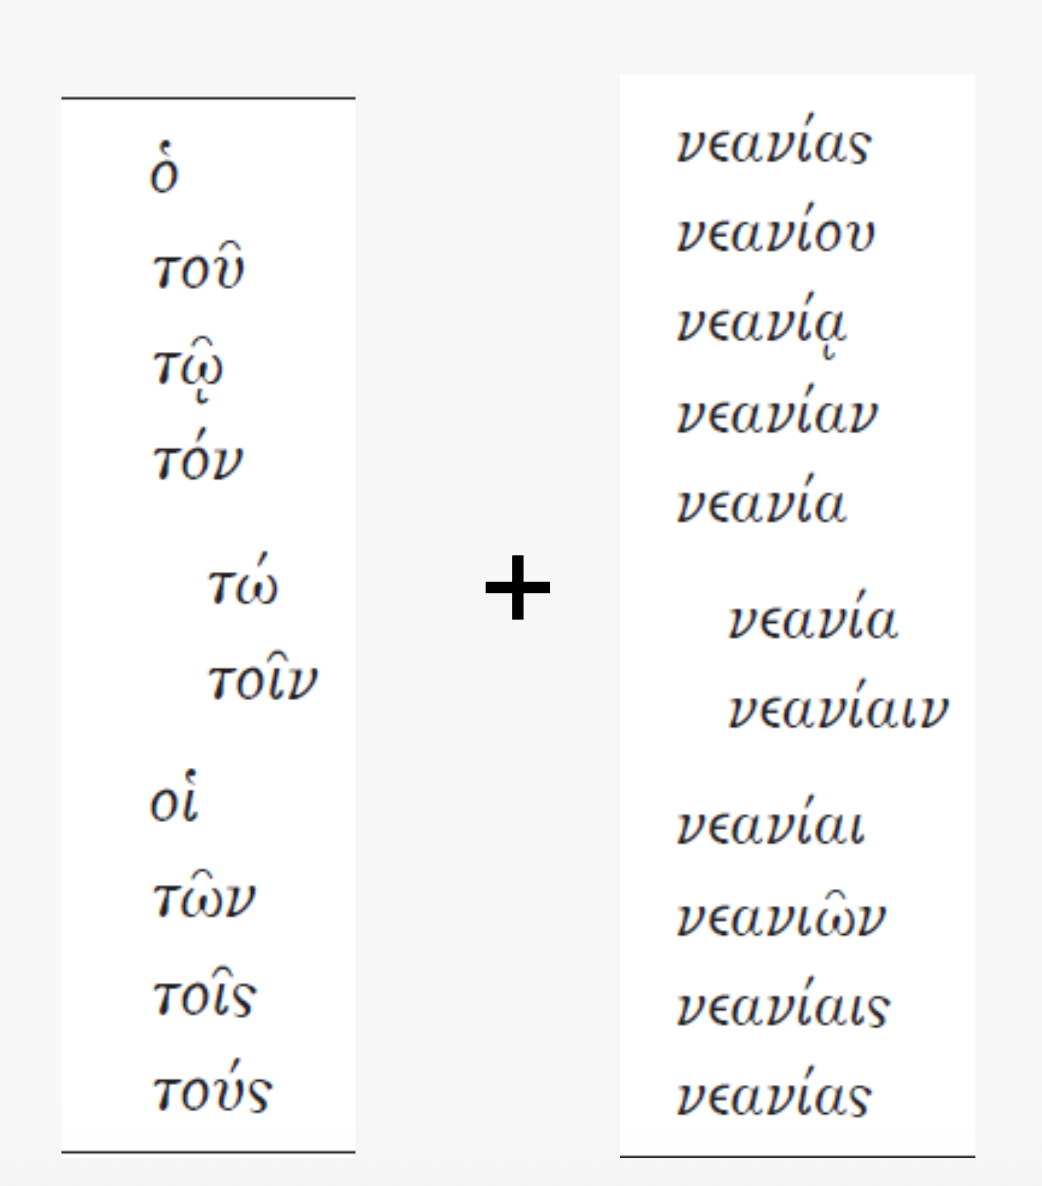 ὁ
τοῦ
τῷ
τόν
τώ
τοῖν
οἱ
τῶν
τοῖς
τούς
+
νεανίας
νεανίου
νεανίᾳ
νεανίαν
νεανία
νεανία
νεανίαιν
νεανίαι
νεανιῶν
νεανίαις
νεανίας